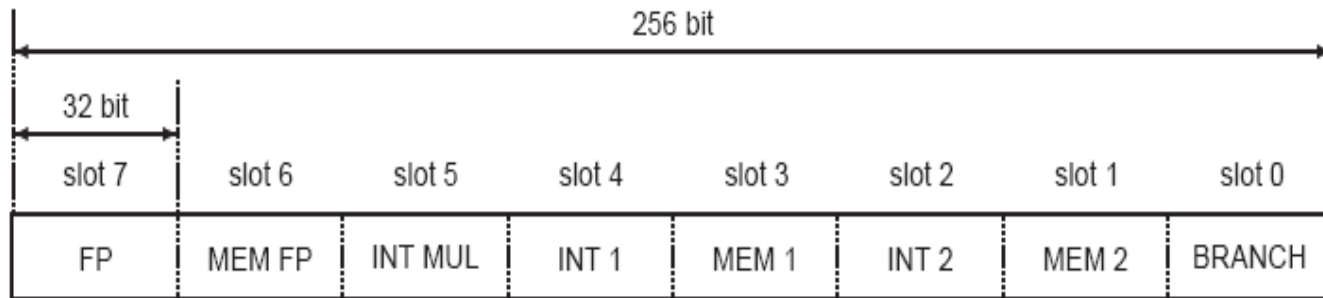 256 bit
32 bit
slot 7 slot 6 slot 5 slot 4 slot 3 slot 2 slot 1 slot 0
FP MEM FP INT MUL INT 1 MEM 1 INT 2 MEM 2 BRANCH